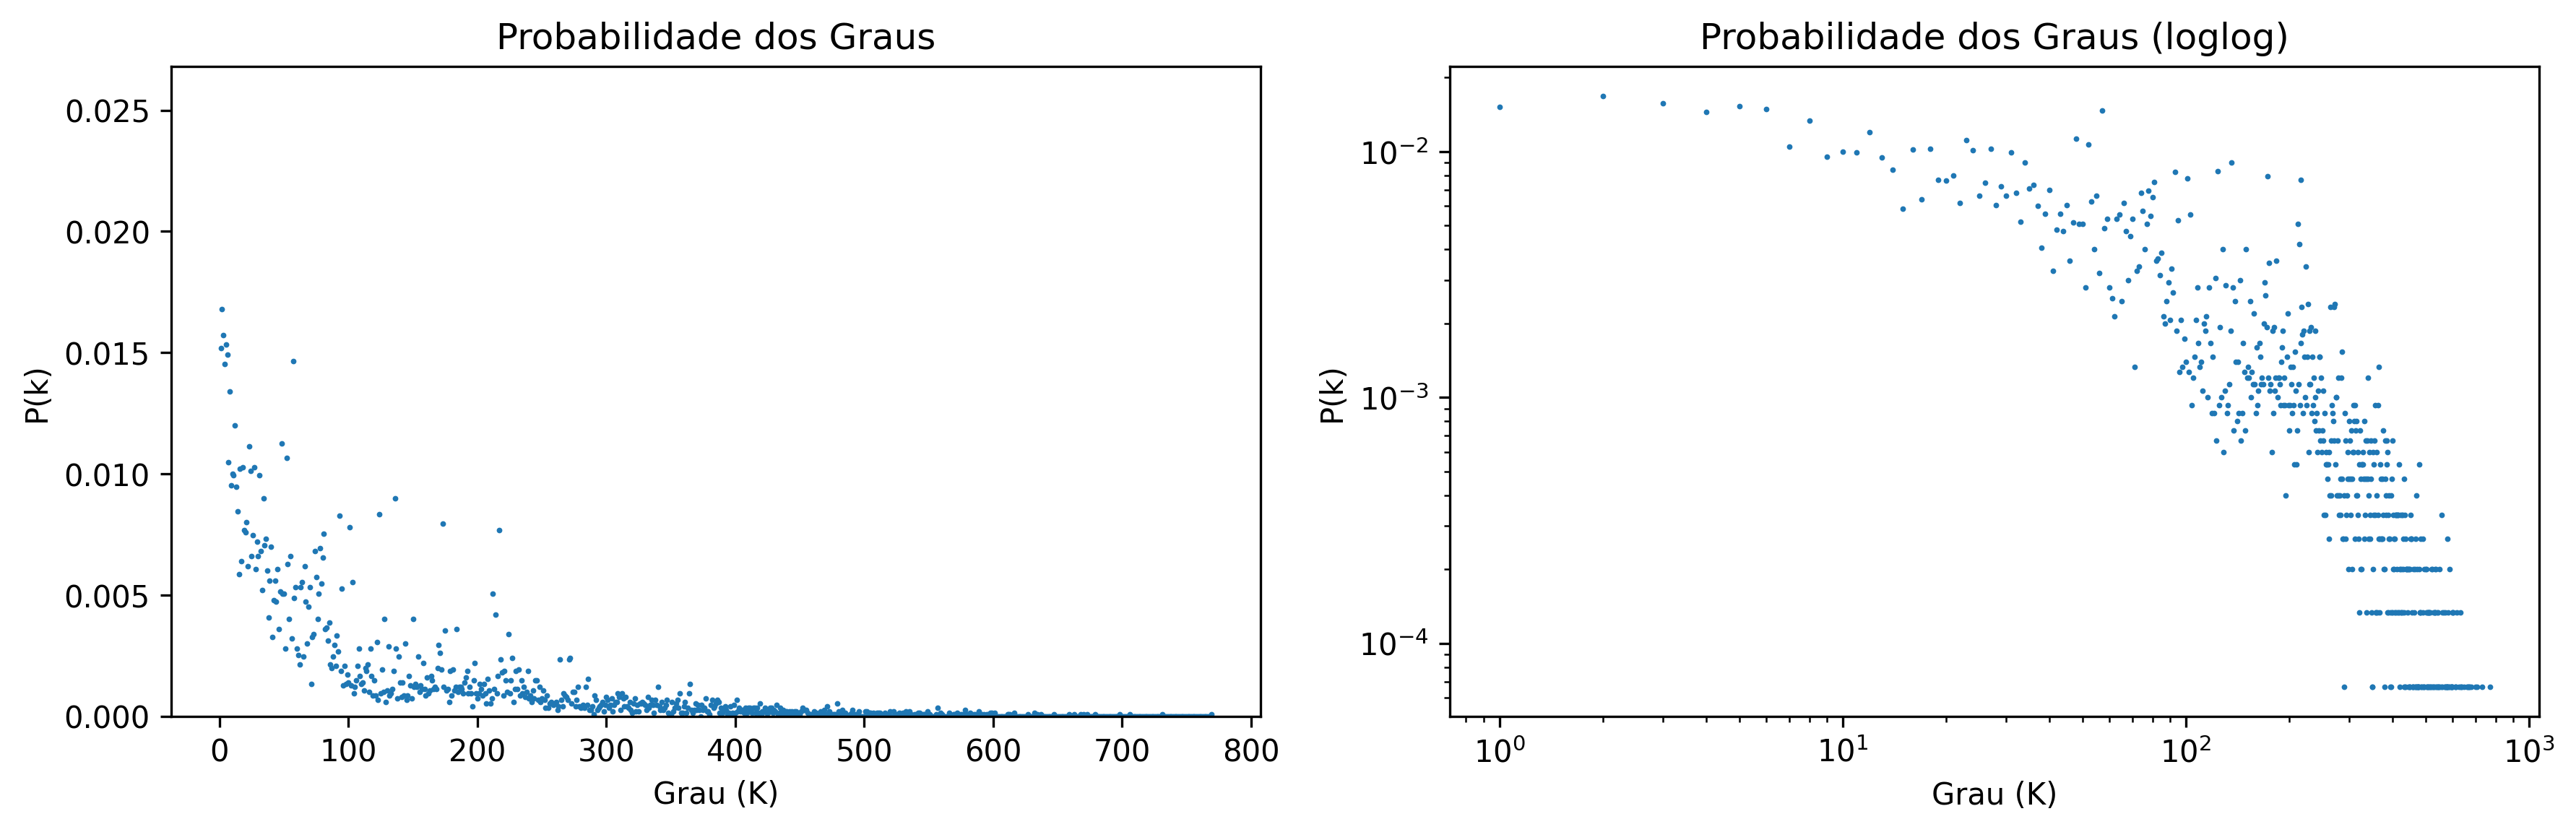 Probabilidade dos Graus
0.025
0.020
0.015
0.010
0.005
0.000
P(k)
0 100 200 300 400 500 600 700 800
Grau (K)
Probabilidade dos Graus (loglog)
10⁻²
10⁻³
10⁻⁴
P(k)
10⁰ 10¹ 10² 10³
Grau (K)